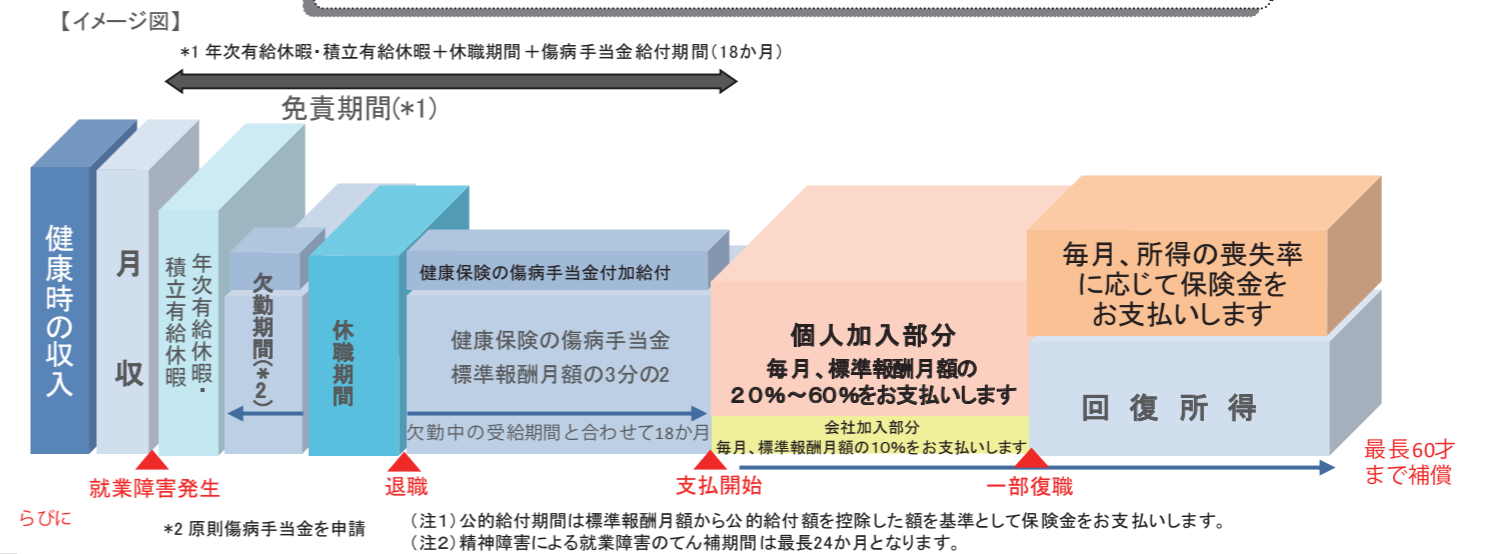 【イメージ図】
*1 年次有給休暇・積立有給休暇＋休職期間＋傷病手当金給付期間(18か月)
免責期間(*1)
健康時の収入
月収
年次有給休暇・
積立有給休暇
欠勤期間(*2)
休職期間
健康保険の傷病手当金付加給付
健康保険の傷病手当金
標準報酬月額の3分の2
欠勤中の受給期間と合わせて18か月
個人加入部分
毎月、標準報酬月額の
20%～60%をお支払いします
会社加入部分
毎月、標準報酬月額の10%をお支払いします
毎月、所得の喪失率
に応じて保険金を
お支払いします
回復所得
就業障害発生
退職
支払開始
一部復職
最長60才
まで補償
らびに
*2 原則傷病手当金を申請
(注1)公的給付期間は標準報酬月額から公的給付額を控除した額を基準として保険金をお支払いします。
(注2)精神障害による就業障害のてん補期間は最長24か月となります。